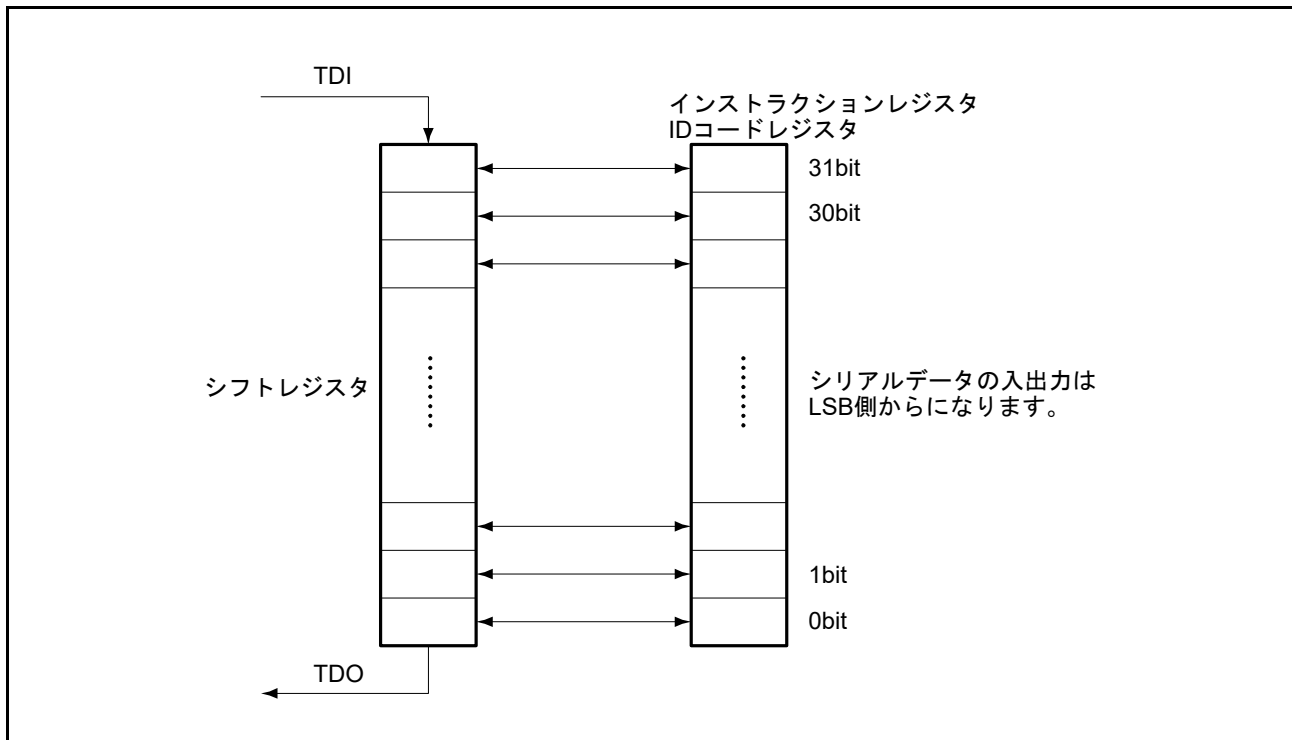 TDI
インストラクションレジスタ
IDコードレジスタ
31bit
30bit
シフトレジスタ
シリアルデータの入出力は
LSB側からになります。
1bit
0bit
TDO